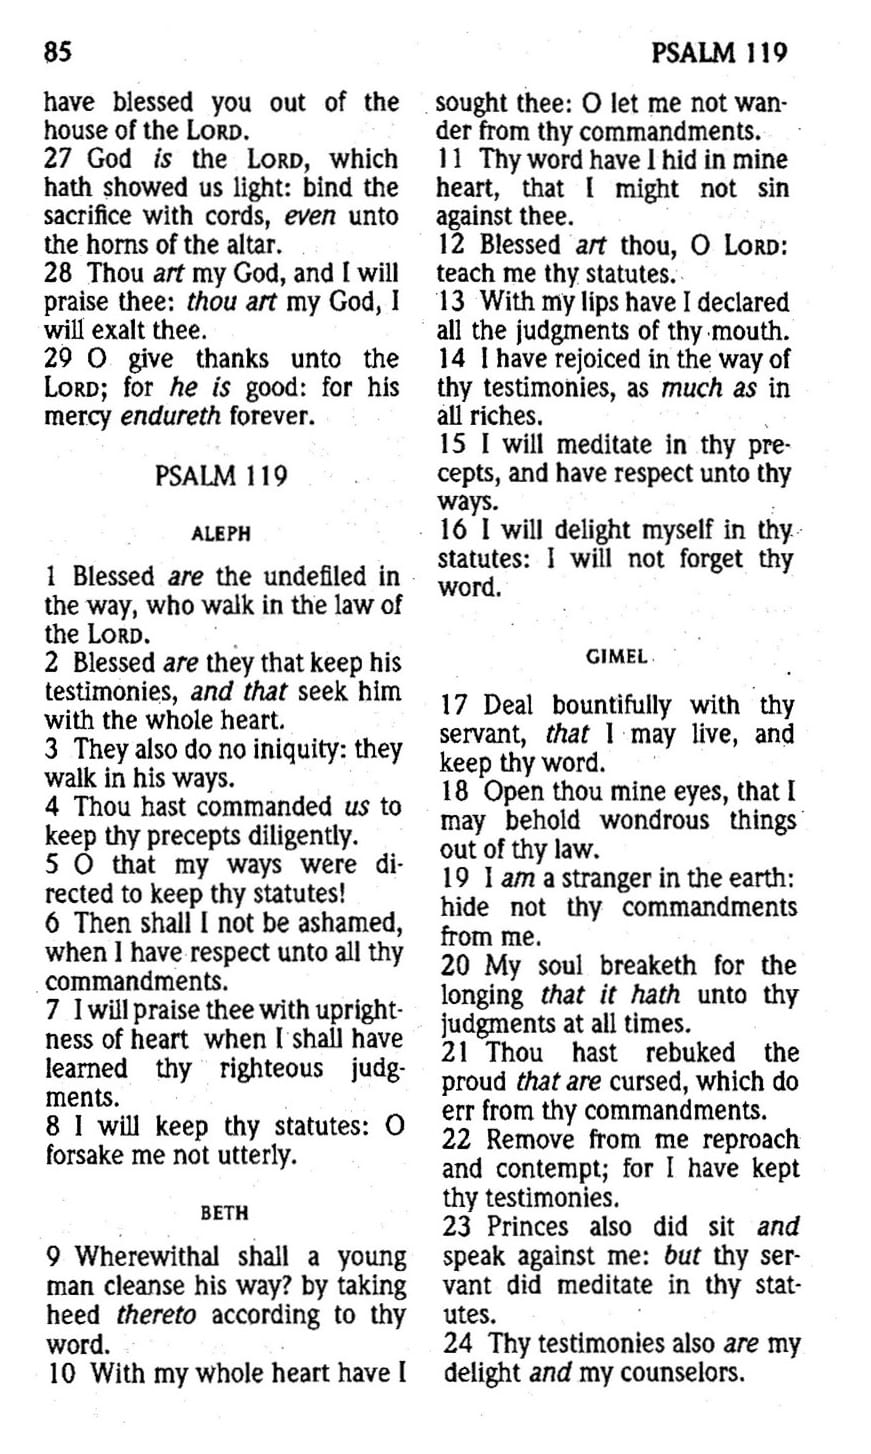 85
PSALM 119
have blessed you out of the
house of the LORD.
27 God is the LORD, which
hath showed us light: bind the
sacrifice with cords, even unto
the horns of the altar.
28 Thou art my God, and I will
praise thee: thou art my God, I
will exalt thee.
29 O give thanks unto the
LORD; for he is good: for his
mercy endureth forever.
PSALM 119
ALEPH
1 Blessed are the undefiled in
the way, who walk in the law of
the LORD.
2 Blessed are they that keep his
testimonies, and that seek him
with the whole heart.
3 They also do no iniquity: they
walk in his ways.
4 Thou hast commanded us to
keep thy precepts diligently.
5 O that my ways were di-
rected to keep thy statutes!
6 Then shall I not be ashamed,
when I have respect unto all thy
commandments.
7 I will praise thee with upright-
ness of heart when I shall have
learned thy righteous judg-
ments.
8 I will keep thy statutes: O
forsake me not utterly.
BETH
9 Wherewithal shall a young
man cleanse his way? by taking
heed thereto according to thy
word.
10 With my whole heart have I
sought thee: O let me not wan-
der from thy commandments.
11 Thy word have I hid in mine
heart, that I might not sin
against thee.
12 Blessed art thou, O LORD:
teach me thy statutes.
13 With my lips have I declared
all the judgments of thy mouth.
14 I have rejoiced in the way of
thy testimonies, as much as in
all riches.
15 I will meditate in thy pre-
cepts, and have respect unto thy
ways.
16 I will delight myself in thy
statutes: I will not forget thy
word.
GIMEL
17 Deal bountifully with thy
servant, that I may live, and
keep thy word.
18 Open thou mine eyes, that I
may behold wondrous things
out of thy law.
19 I am a stranger in the earth:
hide not thy commandments
from me.
20 My soul breaketh for the
longing that it hath unto thy
judgments at all times.
21 Thou hast rebuked the
proud that are cursed, which do
err from thy commandments.
22 Remove from me reproach
and contempt; for I have kept
thy testimonies.
23 Princes also did sit and
speak against me: but thy ser-
vant did meditate in thy stat-
utes.
24 Thy testimonies also are my
delight and my counselors.